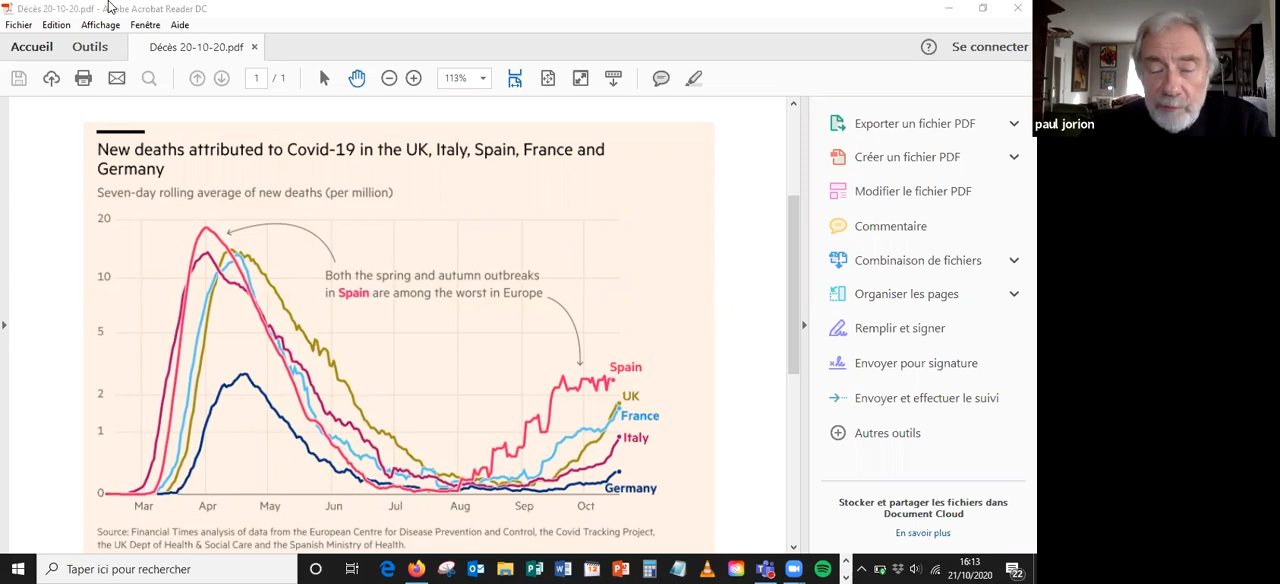 Décès 20-10-20.pdf - Adobe Acrobat Reader DC
Fichier Edition Affichage Fenêtre Aide
Accueil Outils Décès 20-10-20.pdf × ? Se connecter
1 / 1 113%
paul jorion
New deaths attributed to Covid-19 in the UK, Italy, Spain, France and
Germany
Seven-day rolling average of new deaths (per million)
20
10
5
2
1
0
Both the spring and autumn outbreaks
in Spain are among the worst in Europe
Spain
UK
France
Italy
Germany
Mar Apr May Jun Jul Aug Sep Oct
Source: Financial Times analysis of data from the European Centre for Disease Prevention and Control, the Covid Tracking Project,
the UK Dept of Health & Social Care and the Spanish Ministry of Health.
Exporter un fichier PDF
Créer un fichier PDF
Modifier le fichier PDF
Commentaire
Combinaison de fichiers
Organiser les pages
Remplir et signer
Envoyer pour signature
Envoyer et effectuer le suivi
Autres outils
Stocker et partager les fichiers dans
Document Cloud
En savoir plus
Taper ici pour rechercher
16:13
21/10/2020
22